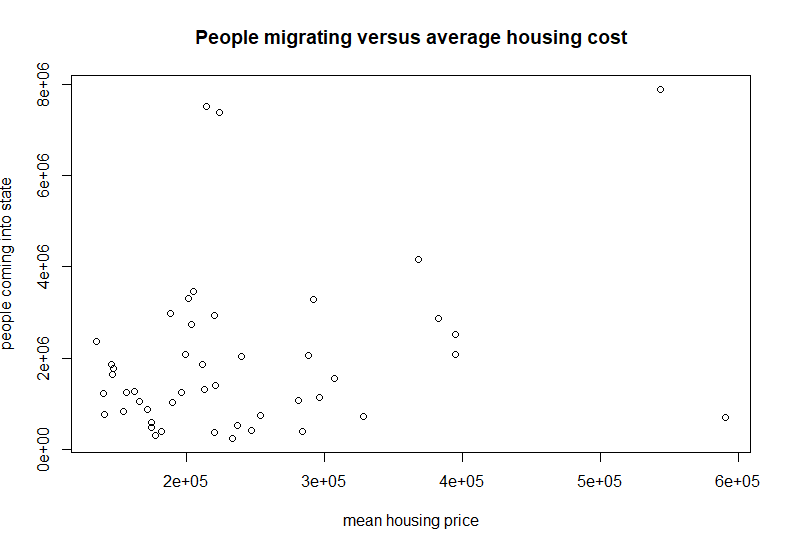 People migrating versus average housing cost
people coming into state
8e+06
6e+06
4e+06
2e+06
0e+00
2e+05 3e+05 4e+05 5e+05 6e+05
mean housing price